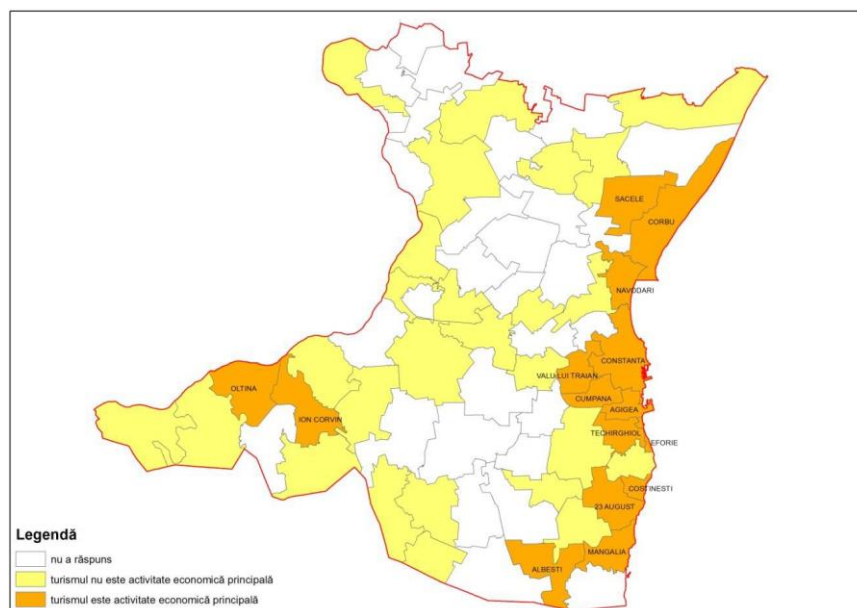 SACELE
CORBU
NAVODARI
CONSTANTA
VALU LUI TRAIAN
CUMPANA
AGIGEA
OLTINA
ION CORVIN
TECHIRGHIOL
EFORIE
COSTINESTI
23 AUGUST
MANGALIA
ALBESTI
Legendă
nu a răspuns
turismul nu este activitate economică principală
turismul este activitate economică principală